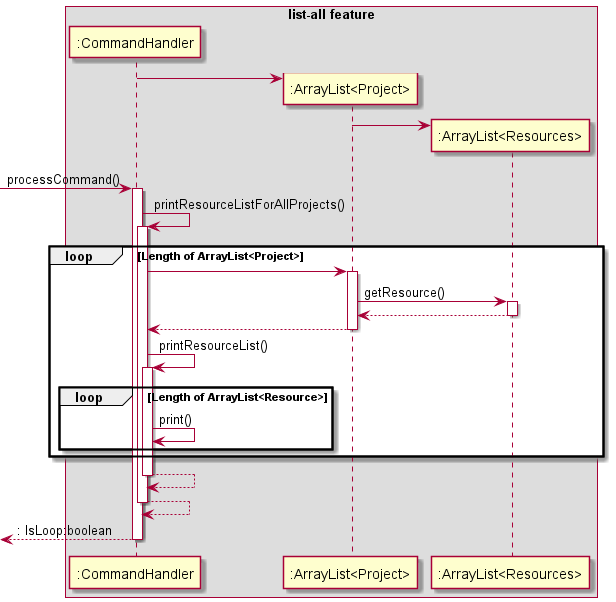 list-all feature
:CommandHandler
:ArrayList<Project>
:ArrayList<Resources>
processCommand()
printResourceListForAllProjects()
loop [Length of ArrayList<Project>]
getResource()
printResourceList()
loop [Length of ArrayList<Resource>]
print()
: IsLoop:boolean
:CommandHandler :ArrayList<Project> :ArrayList<Resources>